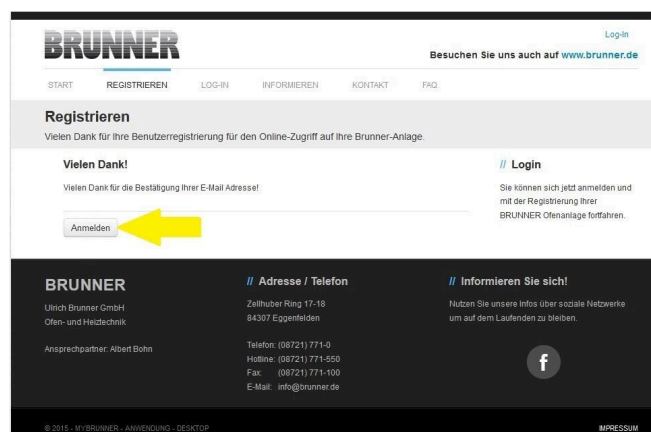 BRUNNER
Log-In
Besuchen Sie uns auch auf www.brunner.de
START REGISTRIEREN LOG-IN INFORMIEREN KONTAKT FAQ
Registrieren
Vielen Dank für Ihre Benutzerregistrierung für den Online-Zugriff auf Ihre Brunner-Anlage.
Vielen Dank!
Vielen Dank für die Bestätigung Ihrer E-Mail Adresse!
Anmelden
// Login
Sie können sich jetzt anmelden und
mit der Registrierung Ihrer
BRUNNER Ofenanlage fortfahren.
BRUNNER
Ulrich Brunner GmbH
Ofen- und Heiztechnik
Ansprechpartner: Albert Bohn
// Adresse / Telefon
Zellhuber Ring 17-18
84307 Eggenfelden
Telefon: (08721) 771-0
Hotline: (08721) 771-550
Fax: (08721) 771-100
E-Mail: info@brunner.de
// Informieren Sie sich!
Nutzen Sie unsere Infos über soziale Netzwerke
um auf dem Laufenden zu bleiben.
f
© 2015 - MYBRUNNER - ANWENDUNG - DESKTOP
IMPRESSUM